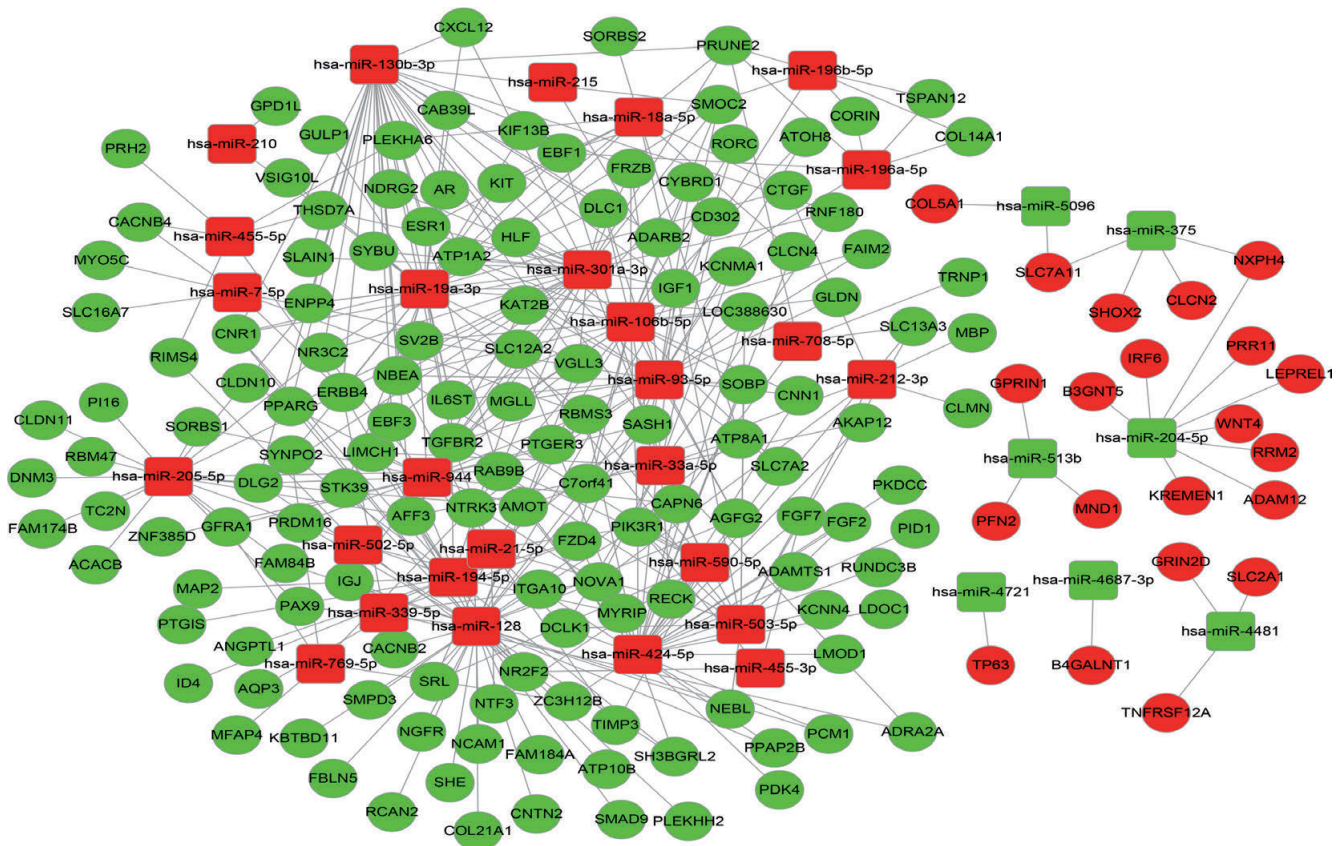 CXCL12
SORBS2
PRUNE2
hsa-miR-130b-3p
hsa-miR-215
hsa-miR-196b-5p
GPD1L
CAB39L
SMOC2
TSPAN12
hsa-miR-210
GULP1
PLEKHA6
KIF13B
hsa-miR-18a-5p
CORIN
PRH2
EBF1
RORC
ATOH8
COL14A1
VSIG10L
NDRG2
AR
KIT
FRZB
CYBRD1
CTGF
hsa-miR-196a-5p
COL5A1
hsa-miR-5096
CACNB4
THSD7A
ESR1
DLC1
CD302
RNF180
hsa-miR-375
hsa-miR-455-5p
SYBU
HLF
ADARB2
CLCN4
FAIM2
MYO5C
SLAIN1
ATP1A2
hsa-miR-301a-3p
KCNMA1
SLC7A11
NXPH4
hsa-miR-7-5p
ENPP4
hsa-miR-19a-3p
IGF1
TRNP1
SHOX2
CLCN2
SLC16A7
KAT2B
LOC388630
GLDN
CNR1
hsa-miR-106b-5p
SLC13A3
MBP
RIMS4
NR3C2
SV2B
SLC12A2
VGLL3
hsa-miR-708-5p
IRF6
PRR11
CLDN10
NBEA
hsa-miR-93-5p
hsa-miR-212-3p
B3GNT5
LEPREL1
PI16
PPARG
ERBB4
IL6ST
MGLL
SOBP
CNN1
CLMN
GPRIN1
CLDN11
SORBS1
EBF3
RBMS3
SASH1
AKAP12
WNT4
RBM47
SYNPO2
LIMCH1
TGFBR2
PTGER3
ATP8A1
hsa-miR-204-5p
RRM2
DNM3
hsa-miR-205-5p
DLG2
STK39
hsa-miR-944
RAB9B
C7orf41
hsa-miR-33a-5p
SLC7A2
hsa-miR-513b
KREMEN1
ADAM12
TC2N
GFRA1
PRDM16
AFF3
NTRK3
AMOT
CAPN6
PKDCC
FAM174B
ZNF385D
PIK3R1
AGFG2
FGF7
FGF2
PFN2
MND1
ACACB
hsa-miR-502-5p
hsa-miR-21-5p
FZD4
PID1
FAM84B
hsa-miR-590-5p
ADAMTS1
RUNDC3B
GRIN2D
MAP2
IGJ
hsa-miR-194-5p
ITGA10
NOVA1
RECK
hsa-miR-4721
hsa-miR-4687-3p
SLC2A1
PTGIS
PAX9
hsa-miR-339-5p
hsa-miR-128
MYRIP
KCNN4
LDOC1
hsa-miR-4481
ANGPTL1
CACNB2
DCLK1
hsa-miR-503-5p
ID4
hsa-miR-769-5p
NR2F2
hsa-miR-424-5p
hsa-miR-455-3p
LMOD1
TP63
B4GALNT1
AQP3
SMPD3
SRL
NTF3
ZC3H12B
NEBL
TNFRSF12A
MFAP4
KBTBD11
NGFR
NCAM1
TIMP3
PCM1
ADRA2A
FBLN5
FAM184A
SH3BGRL2
PPAP2B
SHE
ATP10B
PDK4
RCAN2
COL21A1
CNTN2
SMAD9
PLEKHH2